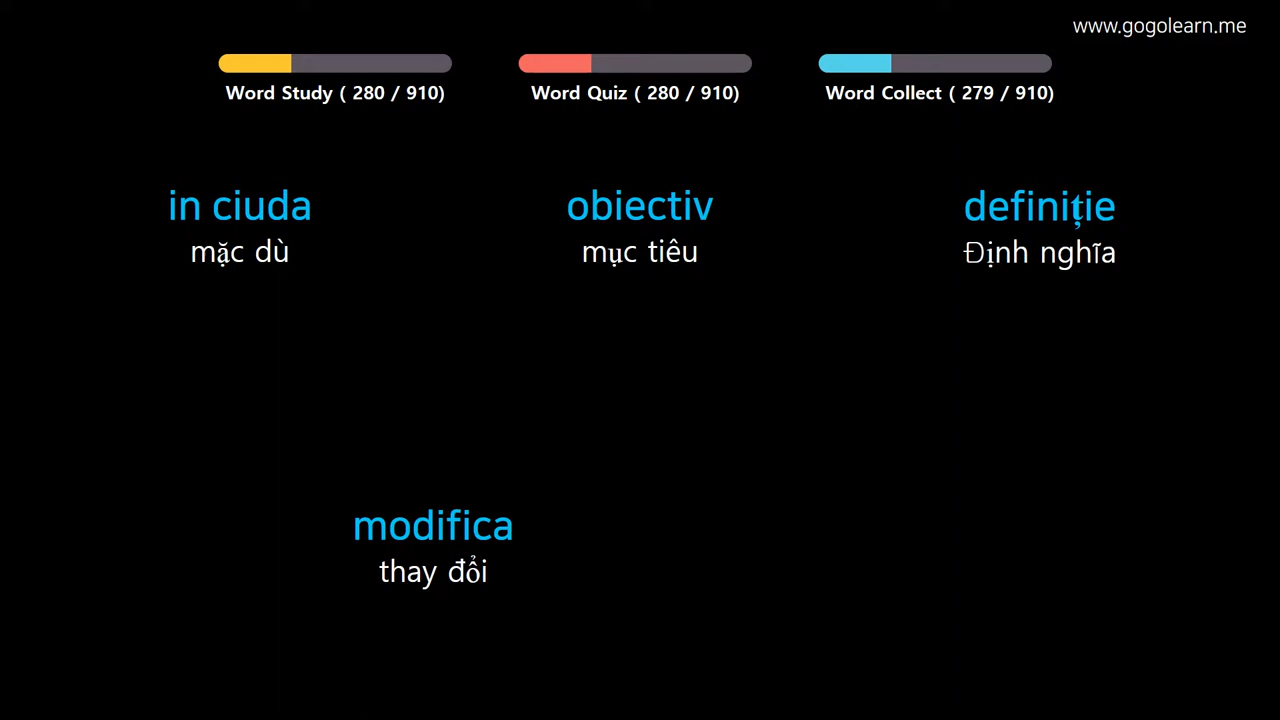 www.gogolearn.me
Word Study ( 280 / 910)
Word Quiz ( 280 / 910)
Word Collect ( 279 / 910)
in ciuda
mặc dù
obiectiv
mục tiêu
definiție
Định nghĩa
modifica
thay đổi